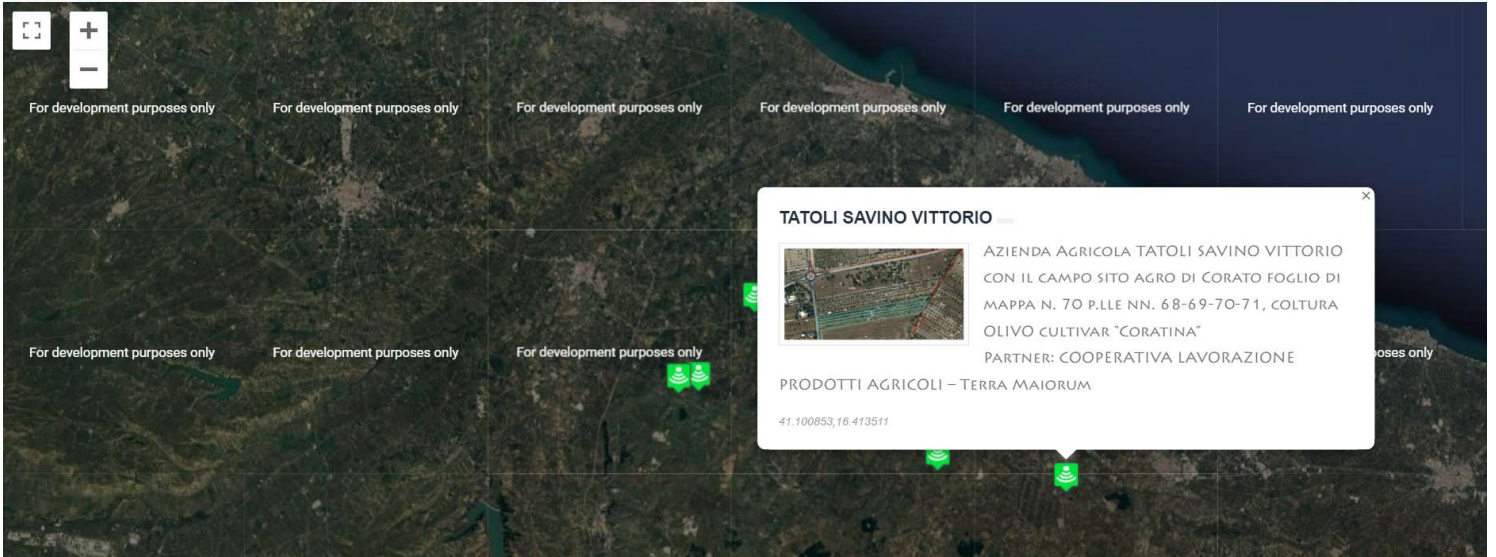 +
−
For development purposes only For development purposes only For development purposes only For development purposes only For development purposes only For development purposes only
×
TATOLI SAVINO VITTORIO
Azienda Agricola TATOLI SAVINO VITTORIO
con il campo sito agro di Corato foglio di
mappa n. 70 p.lle nn. 68-69-70-71, coltura
OLIVO cultivar “Coratina”
Partner: COOPERATIVA LAVORAZIONE
PRODOTTI AGRICOLI – Terra Maiorum
41.100853,16.413511
For development purposes only For development purposes only For development purposes only oses only